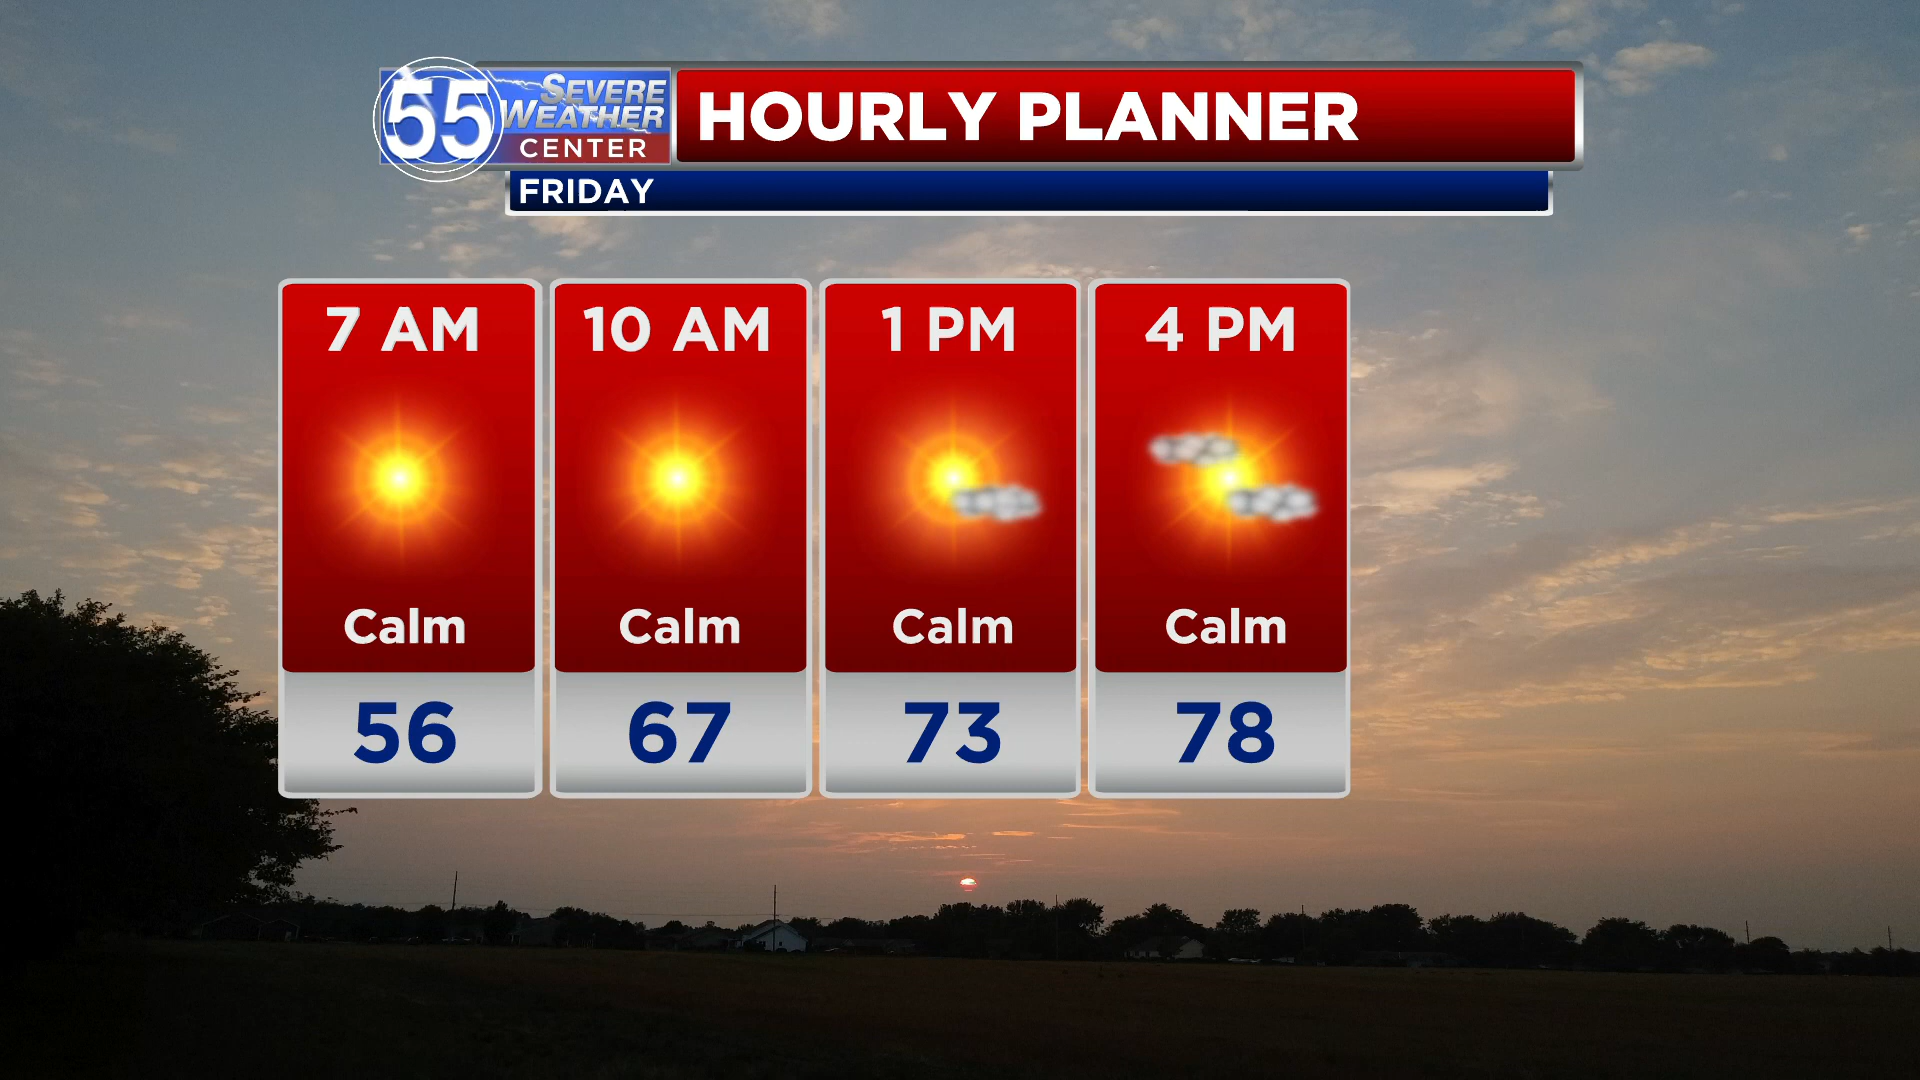 55 SEVERE WEATHER CENTER
HOURLY PLANNER
FRIDAY
7 AM
Calm
56
10 AM
Calm
67
1 PM
Calm
73
4 PM
Calm
78